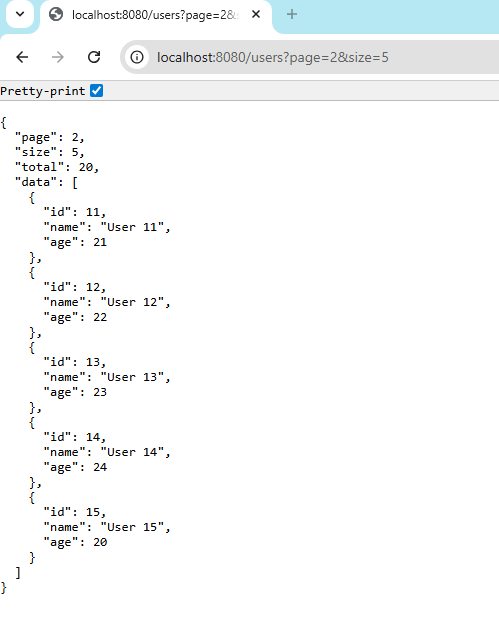 localhost:8080/users?page=2&s
localhost:8080/users?page=2&size=5
Pretty-print
{
  "page": 2,
  "size": 5,
  "total": 20,
  "data": [
    {
      "id": 11,
      "name": "User 11",
      "age": 21
    },
    {
      "id": 12,
      "name": "User 12",
      "age": 22
    },
    {
      "id": 13,
      "name": "User 13",
      "age": 23
    },
    {
      "id": 14,
      "name": "User 14",
      "age": 24
    },
    {
      "id": 15,
      "name": "User 15",
      "age": 20
    }
  ]
}